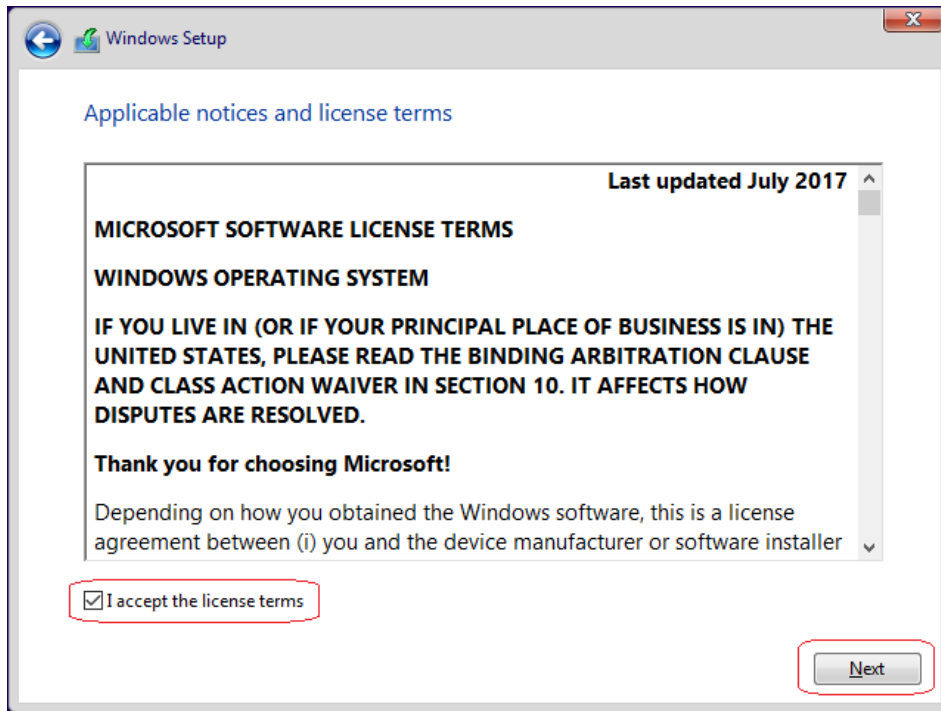 Windows Setup
Applicable notices and license terms
Last updated July 2017
MICROSOFT SOFTWARE LICENSE TERMS
WINDOWS OPERATING SYSTEM
IF YOU LIVE IN (OR IF YOUR PRINCIPAL PLACE OF BUSINESS IS IN) THE
UNITED STATES, PLEASE READ THE BINDING ARBITRATION CLAUSE
AND CLASS ACTION WAIVER IN SECTION 10. IT AFFECTS HOW
DISPUTES ARE RESOLVED.
Thank you for choosing Microsoft!
Depending on how you obtained the Windows software, this is a license
agreement between (i) you and the device manufacturer or software installer
I accept the license terms
Next